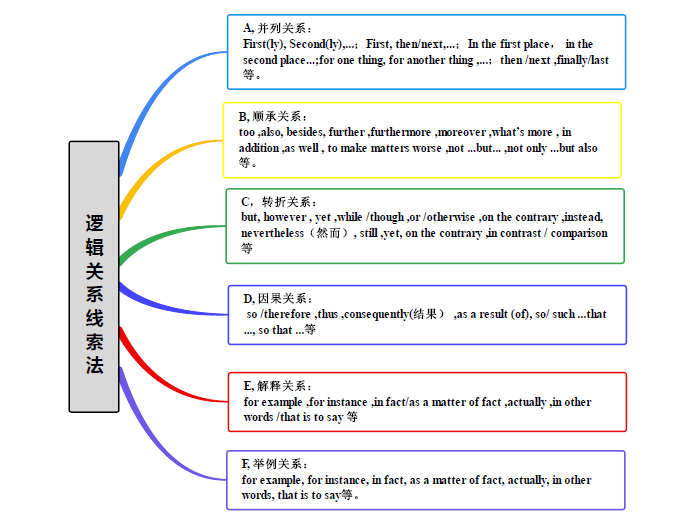 逻辑关系线索法
A, 并列关系：
First(ly), Second(ly),...；First, then/next,...；In the first place， in the
second place...;for one thing, for another thing ,...；then /next ,finally/last
等。
B, 顺承关系：
too ,also, besides, further ,furthermore ,moreover ,what's more , in
addition ,as well , to make matters worse ,not ...but... ,not only ...but also
等。
C，转折关系：
but, however , yet ,while /though ,or /otherwise ,on the contrary ,instead,
nevertheless（然而）, still ,yet, on the contrary ,in contrast / comparison
等
D, 因果关系：
so /therefore ,thus ,consequently(结果） ,as a result (of), so/ such ...that
..., so that ...等
E, 解释关系：
for example ,for instance ,in fact/as a matter of fact ,actually ,in other
words /that is to say 等
F, 举例关系：
for example, for instance, in fact, as a matter of fact, actually, in other
words, that is to say等。